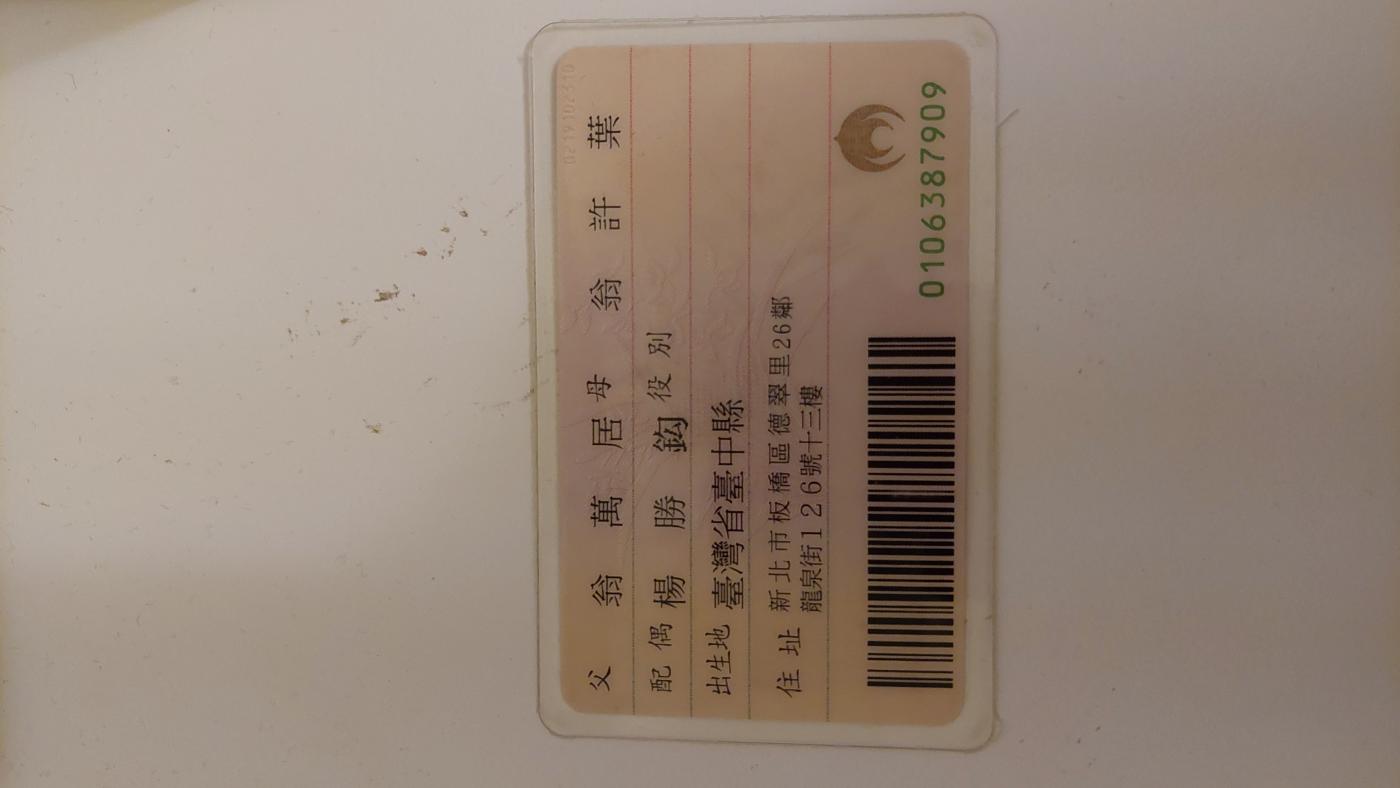 父 翁萬居 母 翁許葉
配偶 楊勝鈎 役別
出生地 臺灣省臺中縣
住址 新北市板橋區德翠里26鄰
龍泉街126號十三樓
0106387909